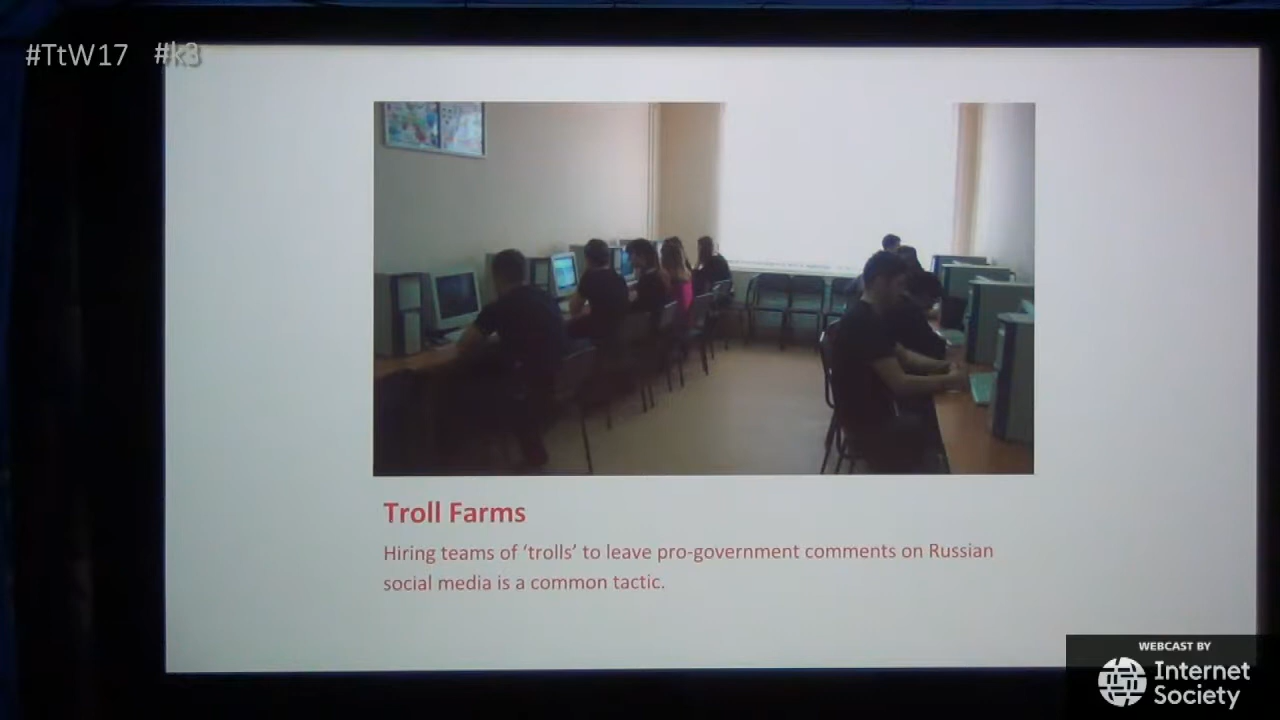 #TtW17 #k3
Troll Farms
Hiring teams of ‘trolls’ to leave pro-government comments on Russian
social media is a common tactic.
WEBCAST BY
Internet
Society